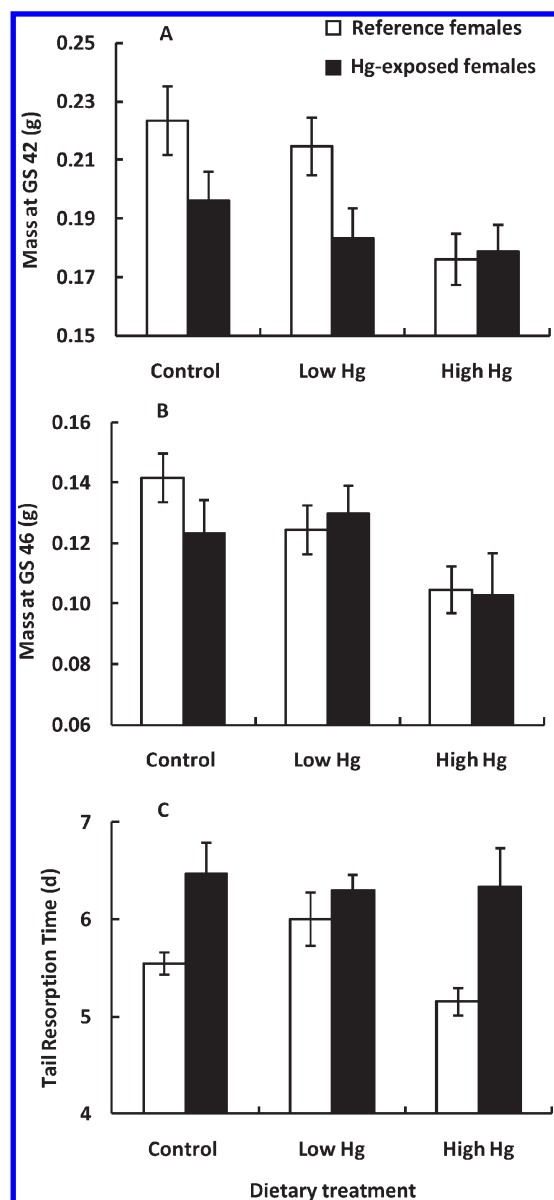 A
Reference females
Hg-exposed females
Mass at GS 42 (g)
0.25
0.23
0.21
0.19
0.17
0.15
Control Low Hg High Hg
B
Mass at GS 46 (g)
0.16
0.14
0.12
0.10
0.08
0.06
Control Low Hg High Hg
C
Tail Resorption Time (d)
7
6
5
4
Control Low Hg High Hg
Dietary treatment